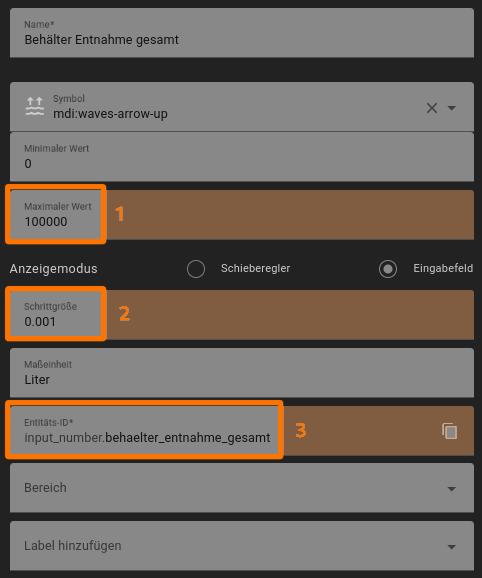 Name*
Behälter Entnahme gesamt
Symbol
mdi:waves-arrow-up
Minimaler Wert
0
Maximaler Wert
100000
1
Anzeigemodus
Schieberegler
Eingabefeld
Schrittgröße
0.001
2
Maßeinheit
Liter
Entitäts-ID*
input_number.behaelter_entnahme_gesamt
3
Bereich
Label hinzufügen